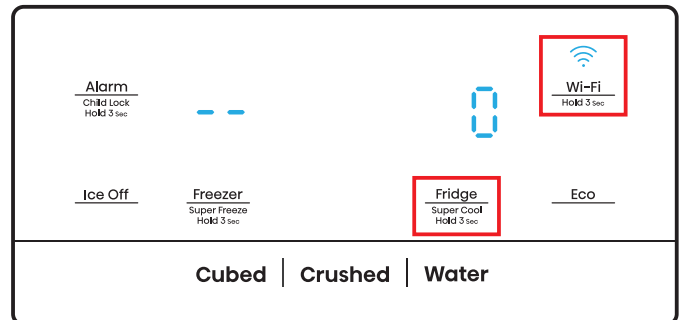 Alarm
Child Lock
Hold 3 Sec
-- 0
Wi-Fi
Hold 3 Sec
Ice Off
Freezer
Super Freeze
Hold 3 Sec
Fridge
Super Cool
Hold 3 Sec
Eco
Cubed | Crushed | Water